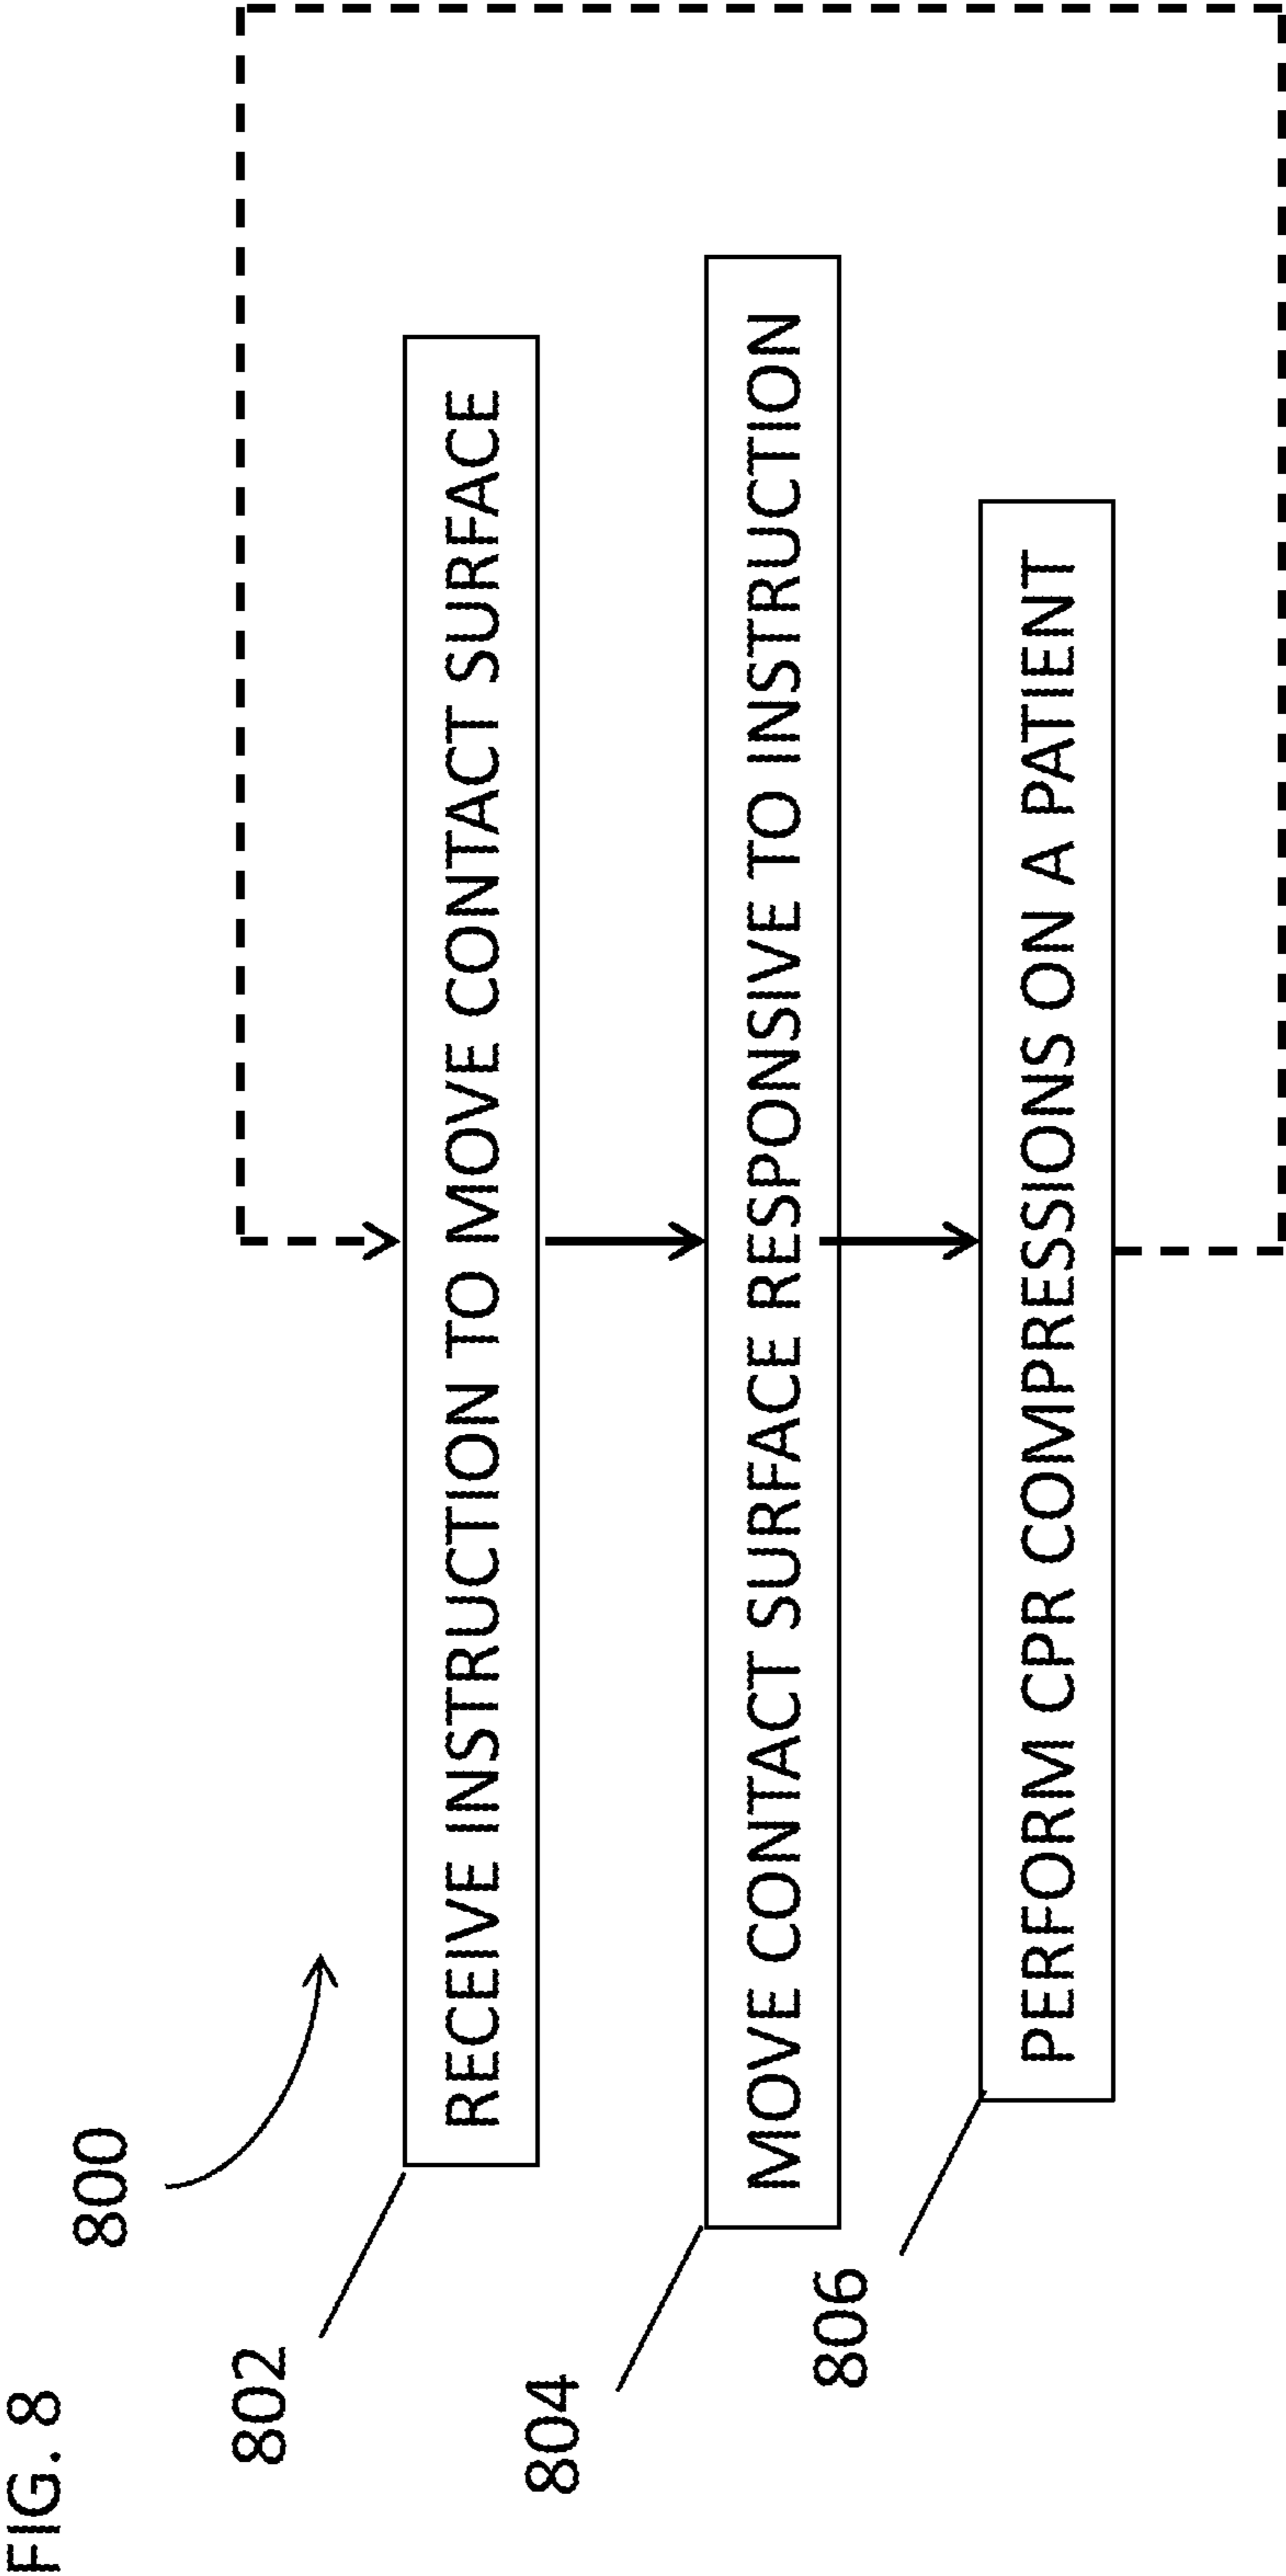 FIG. 8
800
802
RECEIVE INSTRUCTION TO MOVE CONTACT SURFACE
804
MOVE CONTACT SURFACE RESPONSIVE TO INSTRUCTION
806
PERFORM CPR COMPRESSIONS ON A PATIENT